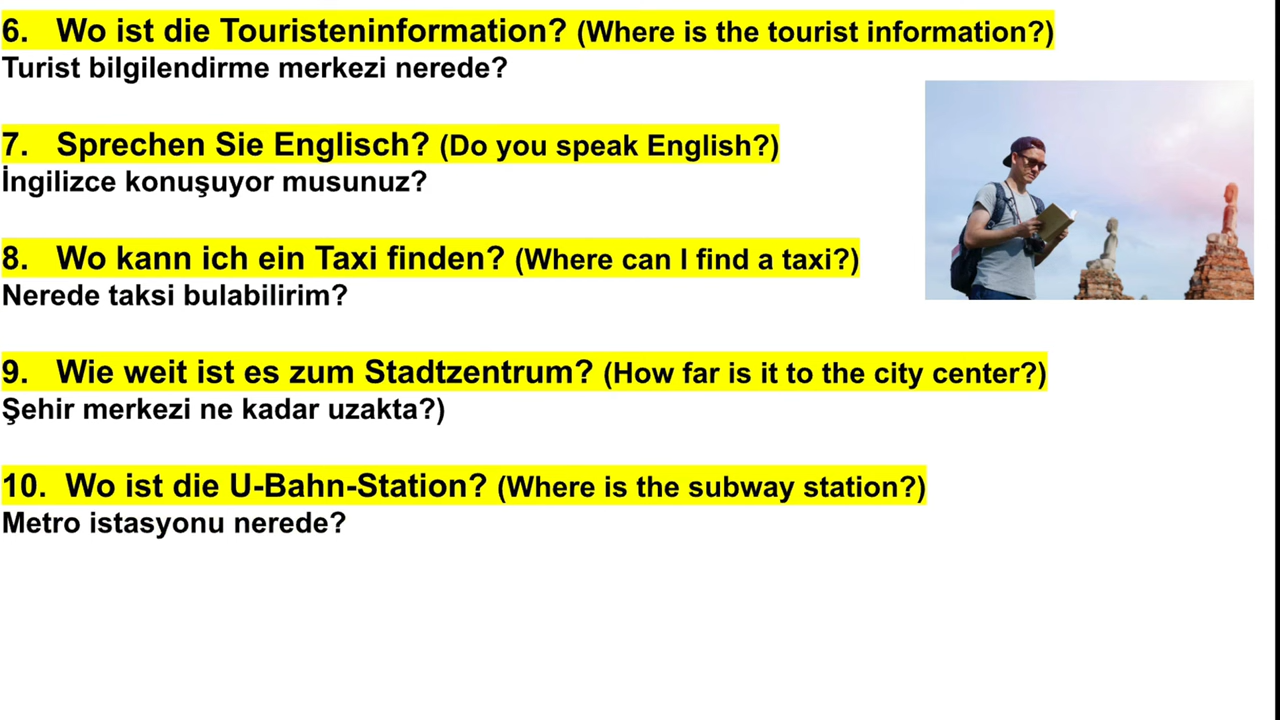 6. Wo ist die Touristeninformation? (Where is the tourist information?)
Turist bilgilendirme merkezi nerede?
7. Sprechen Sie Englisch? (Do you speak English?)
İngilizce konuşuyor musunuz?
8. Wo kann ich ein Taxi finden? (Where can I find a taxi?)
Nerede taksi bulabilirim?
9. Wie weit ist es zum Stadtzentrum? (How far is it to the city center?)
Şehir merkezi ne kadar uzakta?)
10. Wo ist die U-Bahn-Station? (Where is the subway station?)
Metro istasyonu nerede?